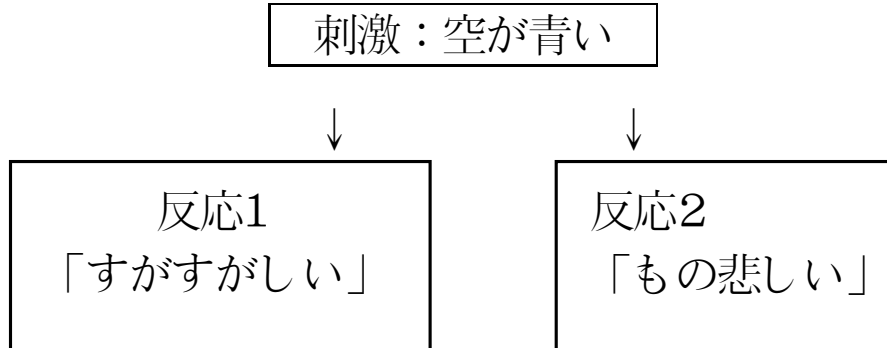 刺激：空が青い
↓
↓
反応1
「すがすがしい」
反応2
「もの悲しい」